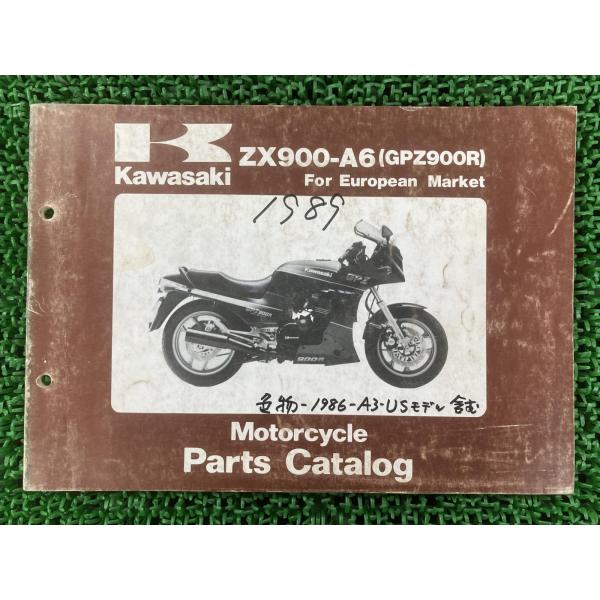 ZX900-A6 (GPZ900R)
Kawasaki
For European Market
1989
Kawasaki
GPZ
900R
色物-1986-A3-USモデル含む
Motorcycle
Parts Catalog